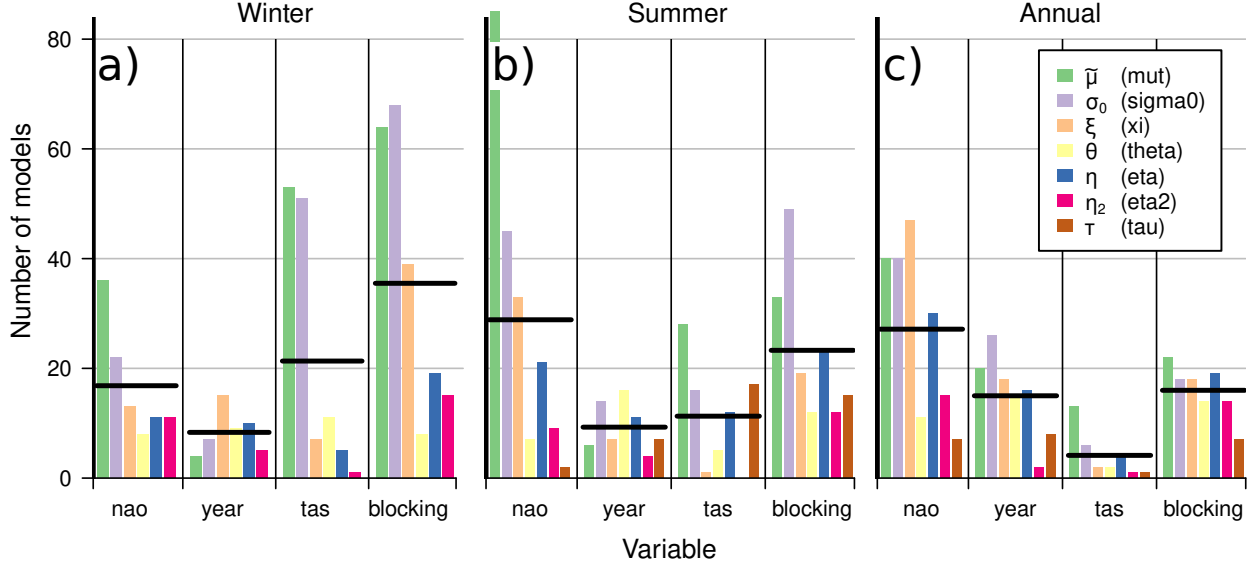 Winter
Summer
Annual
a)
b)
c)
Number of models
80
60
40
20
0
μ̃ (mut)
σ₀ (sigma0)
ξ (xi)
θ (theta)
η (eta)
η₂ (eta2)
τ (tau)
nao year tas blocking
nao year tas blocking
nao year tas blocking
Variable